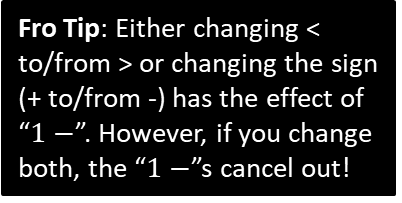 Fro Tip: Either changing <
to/from > or changing the sign
(+ to/from -) has the effect of
“1 −”. However, if you change
both, the “1 −”s cancel out!